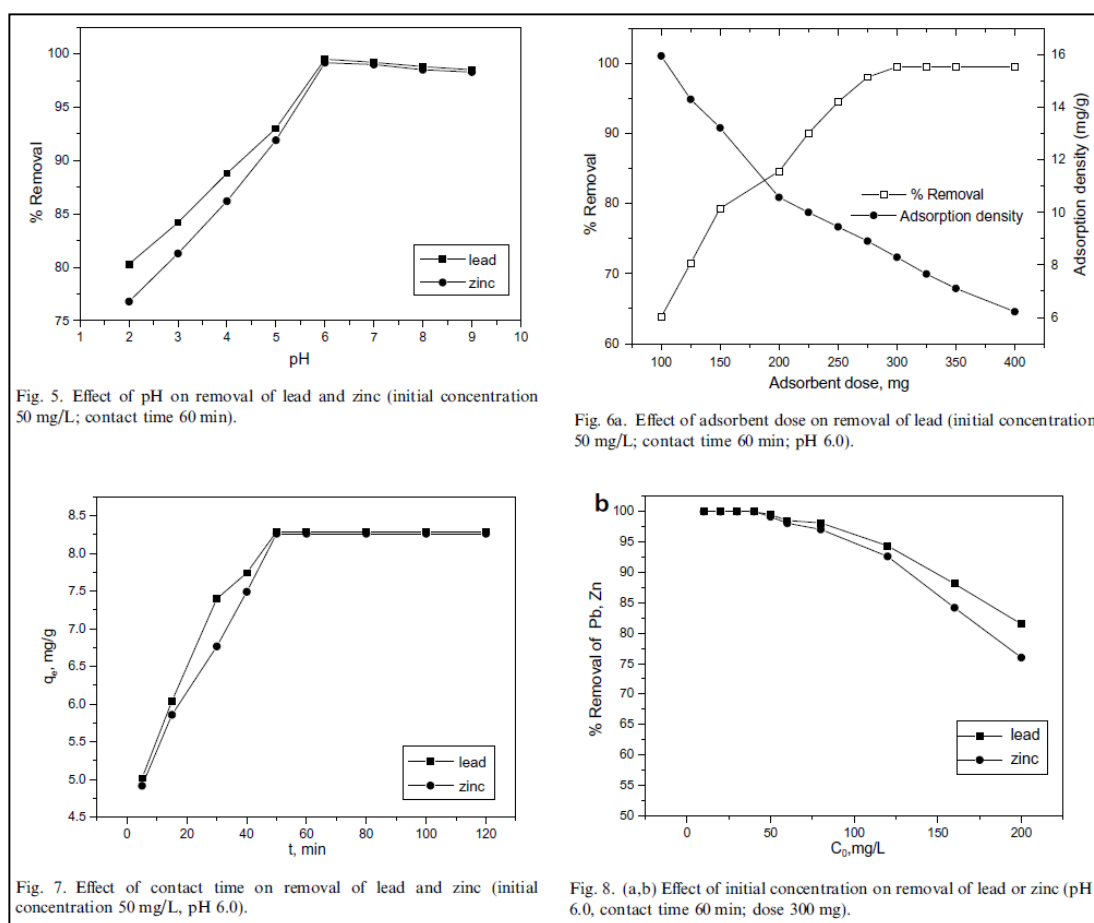 100
95
90
85
80
75
% Removal
lead
zinc
1 2 3 4 5 6 7 8 9 10
pH
Fig. 5. Effect of pH on removal of lead and zinc (initial concentration
50 mg/L; contact time 60 min).
100
90
80
70
60
% Removal
16
14
12
10
8
6
Adsorption density (mg/g)
% Removal
Adsorption density
100 150 200 250 300 350 400
Adsorbent dose, mg
Fig. 6a. Effect of adsorbent dose on removal of lead (initial concentration
50 mg/L; contact time 60 min; pH 6.0).
8.5
8.0
7.5
7.0
6.5
6.0
5.5
5.0
4.5
qe, mg/g
lead
zinc
0 20 40 60 80 100 120
t, min
Fig. 7. Effect of contact time on removal of lead and zinc (initial
concentration 50 mg/L, pH 6.0).
b
100
95
90
85
80
75
70
65
60
55
50
% Removal of Pb, Zn
lead
zinc
0 50 100 150 200
C0,mg/L
Fig. 8. (a,b) Effect of initial concentration on removal of lead or zinc (pH
6.0, contact time 60 min; dose 300 mg).